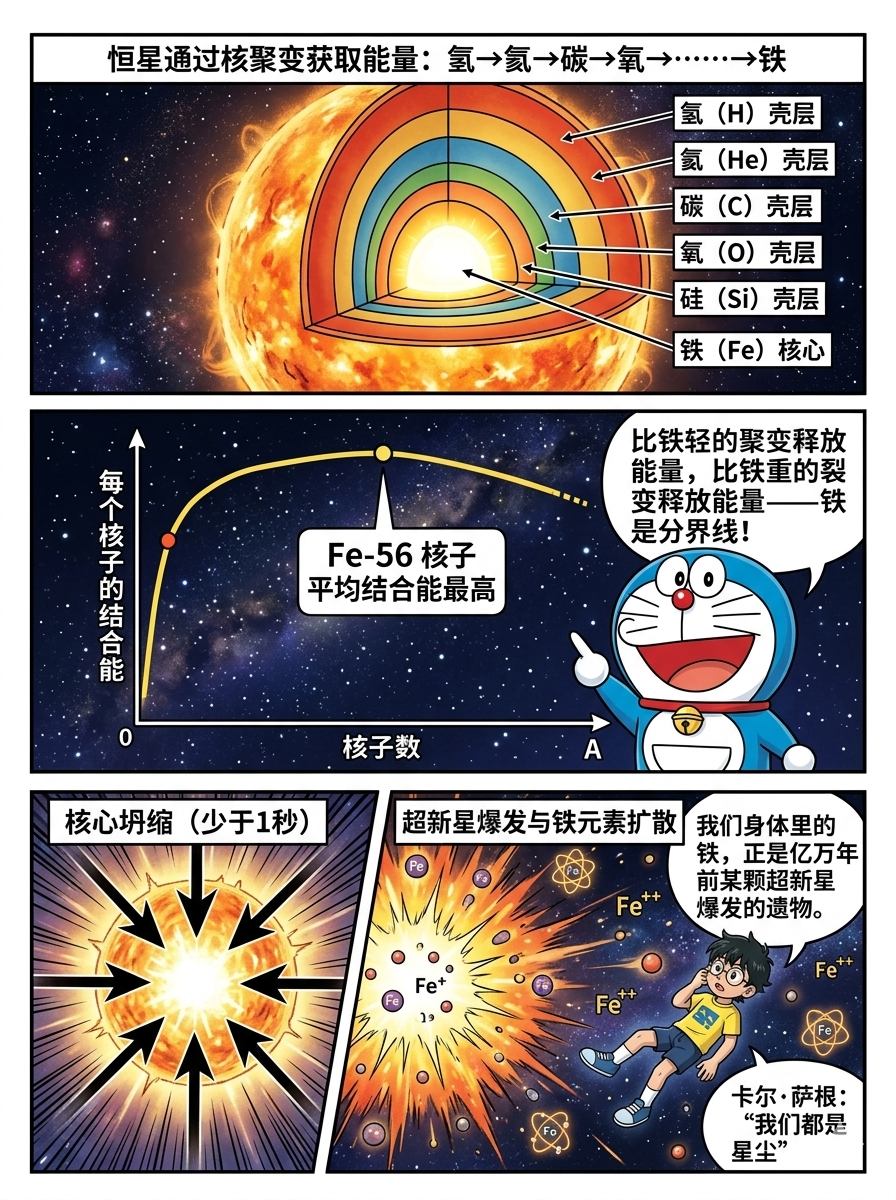 恒星通过核聚变获取能量：氢→氦→碳→氧→……→铁
氢（H）壳层
氦（He）壳层
碳（C）壳层
氧（O）壳层
硅（Si）壳层
铁（Fe）核心
每个核子的结合能
0
核子数
A
Fe-56 核子
平均结合能最高
比铁轻的聚变释放
能量，比铁重的裂
变释放能量——铁
是分界线！
核心坍缩（少于1秒）
超新星爆发与铁元素扩散
我们身体里的
铁，正是亿万年
前某颗超新星
爆发的遗物。
Fe⁺⁺
Fe⁺
Fe
Fe⁺⁺
Fe⁺⁺
Fe
卡尔·萨根：
“我们都是
星尘”